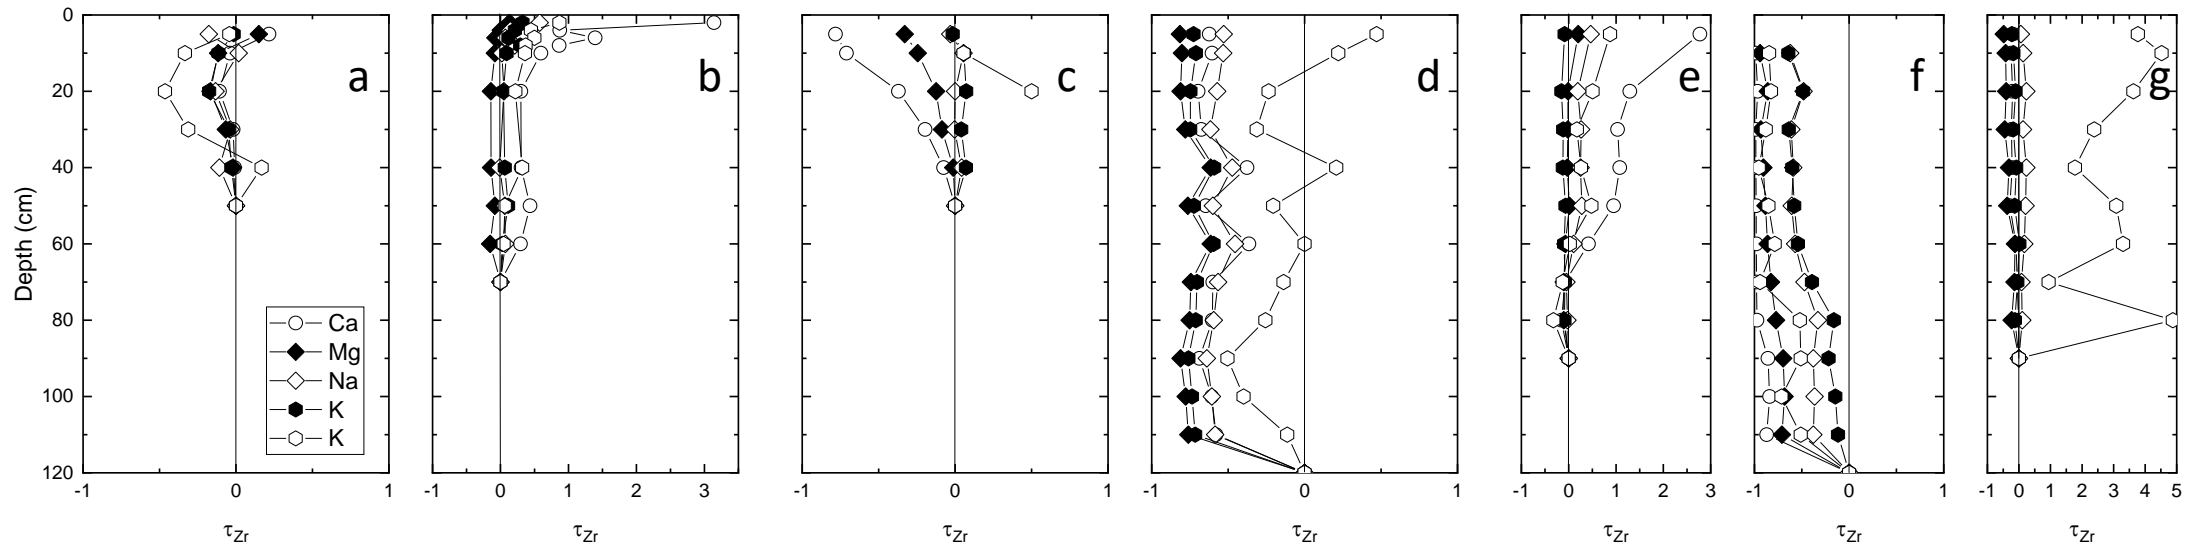 a b c d e f g
0
20
40
60
80
100
120
Depth (cm)
Ca
Mg
Na
K
K
-1 0 1 -1 0 1 2 3 -1 0 1 -1 0 1 -1 0 1 2 3 -1 0 1 -1 0 1 2 3 4 5
τZr τZr τZr τZr τZr τZr τZr